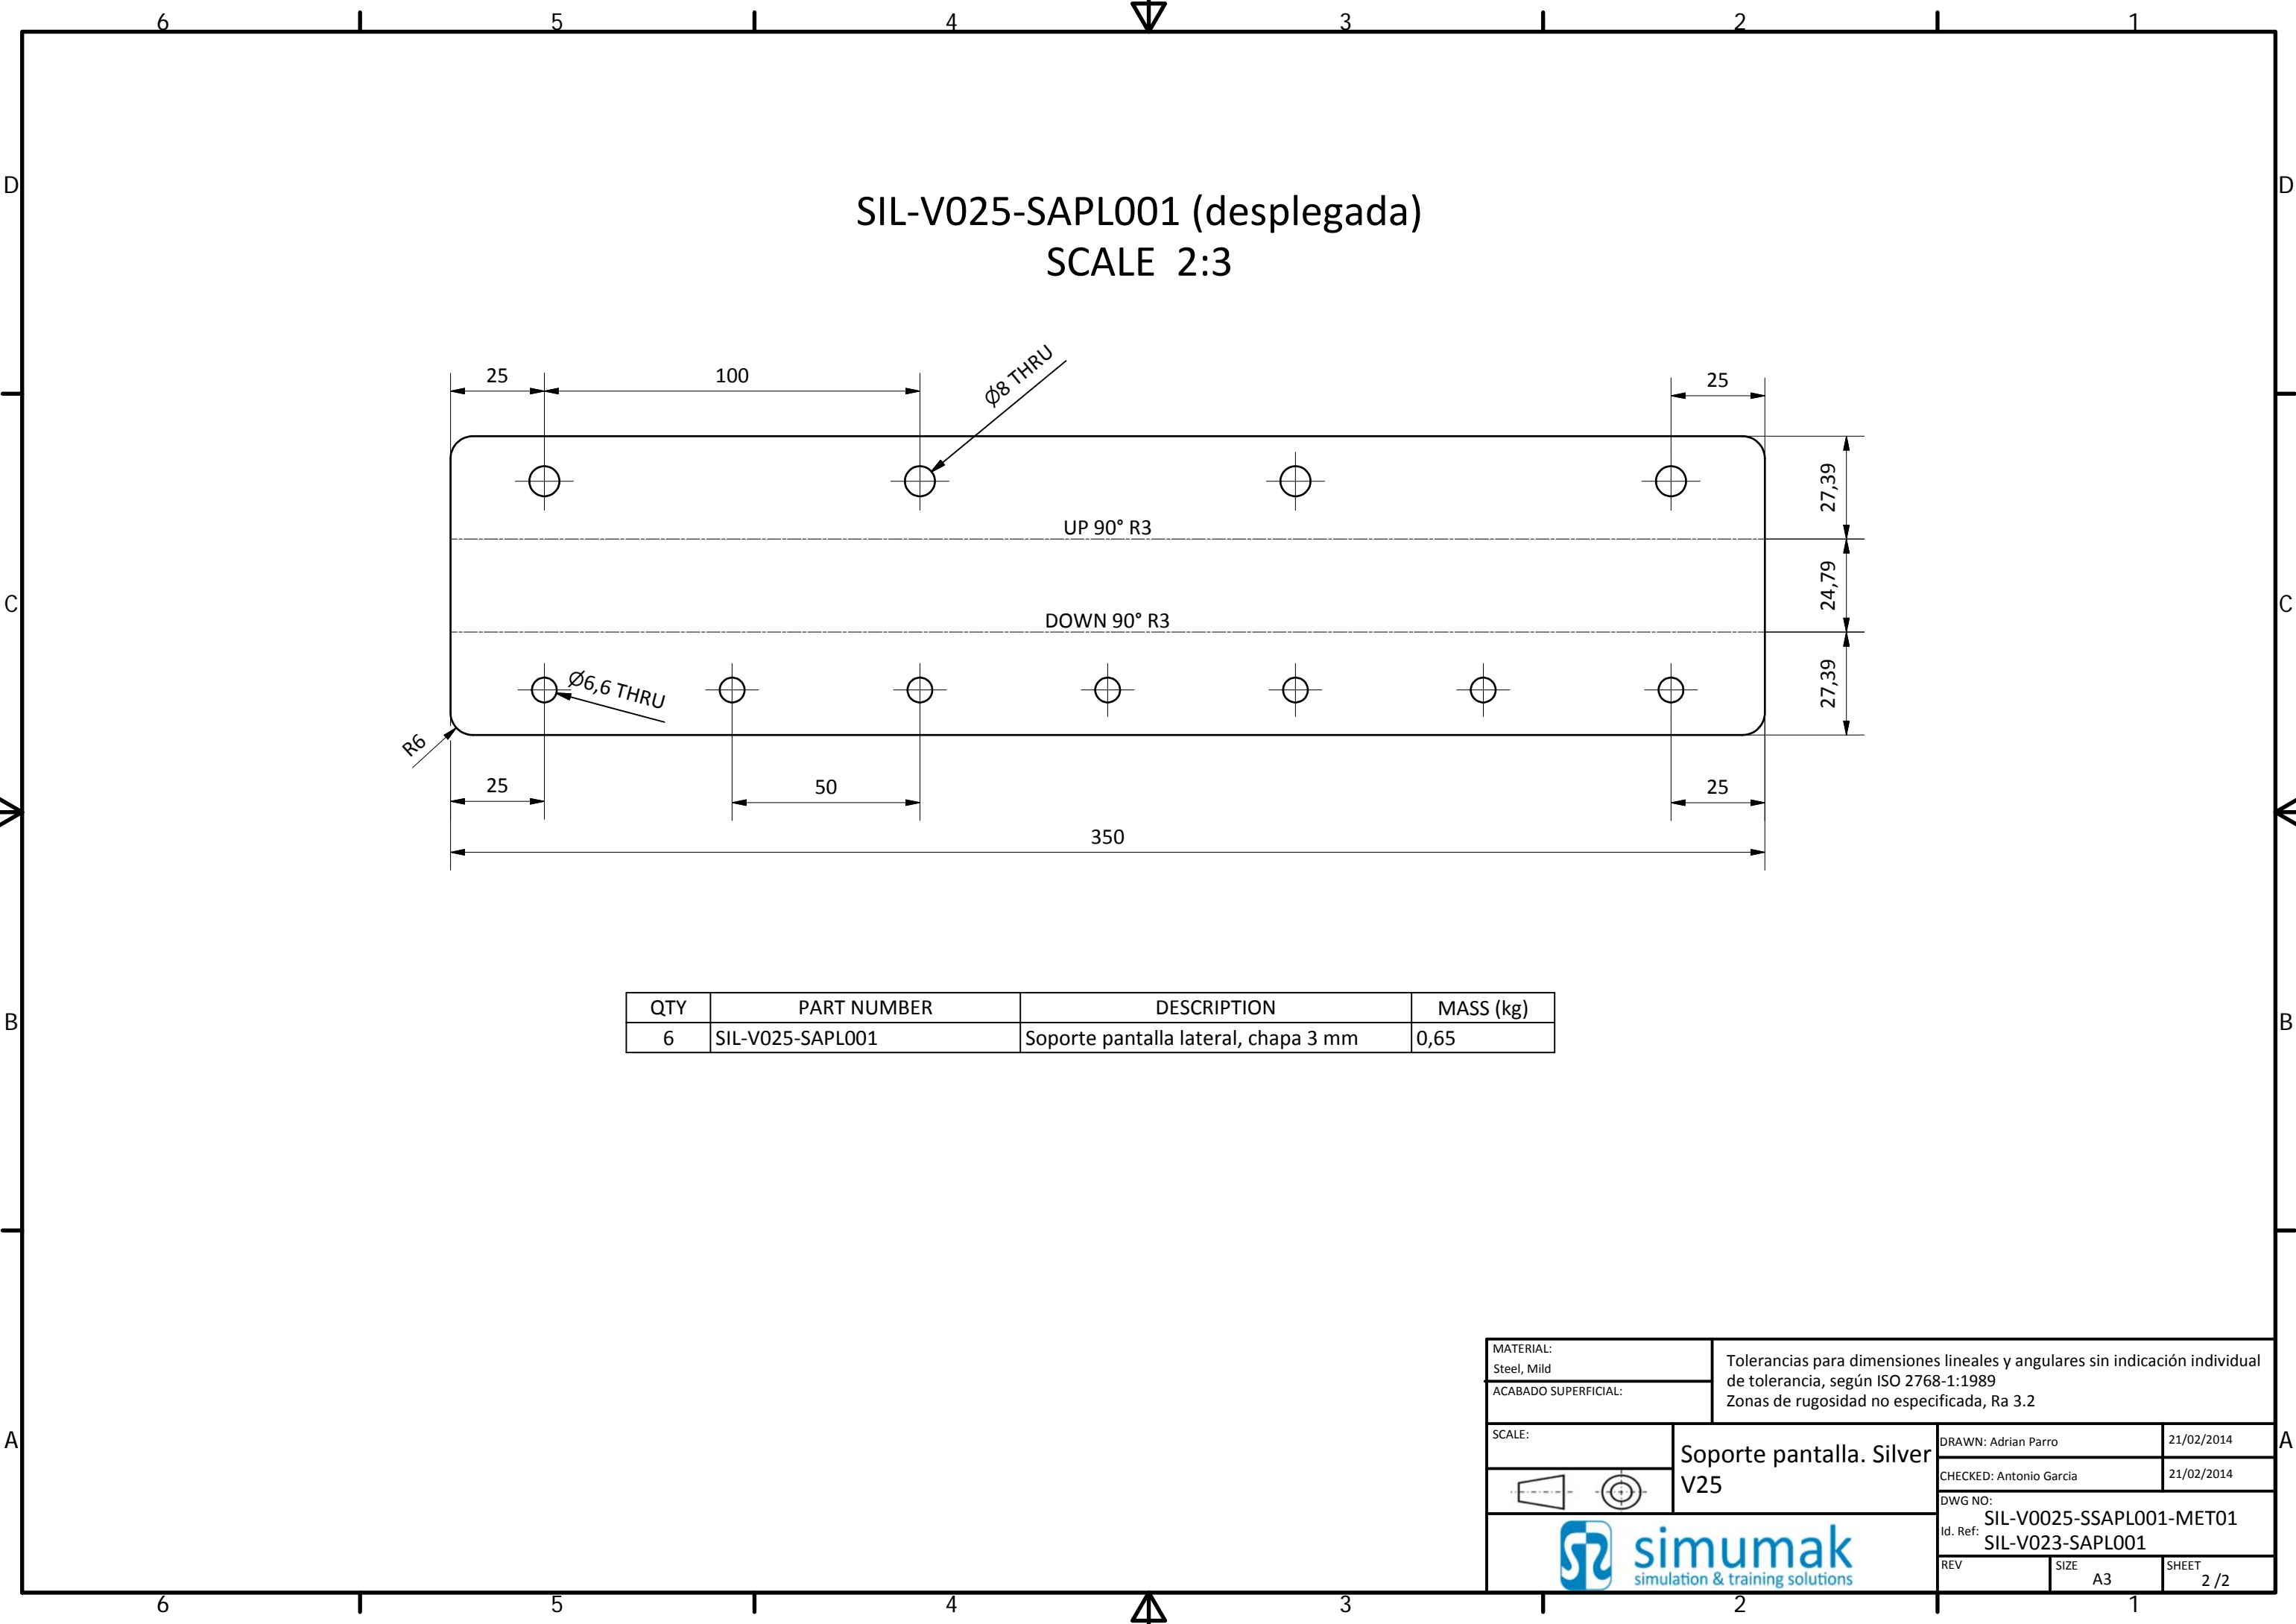 6 5 4 3 2 1
D D
SIL-V025-SAPL001 (desplegada)
SCALE 2:3
25 100 Ø8 THRU 25
27,39
UP 90° R3
24,79
C C
DOWN 90° R3
27,39
Ø6,6 THRU
R6
25 50 25
350
QTY PART NUMBER DESCRIPTION MASS (kg)
6 SIL-V025-SAPL001 Soporte pantalla lateral, chapa 3 mm 0,65
B B
MATERIAL:
Steel, Mild
ACABADO SUPERFICIAL:
Tolerancias para dimensiones lineales y angulares sin indicación individual
de tolerancia, según ISO 2768-1:1989
Zonas de rugosidad no especificada, Ra 3.2
A A
SCALE:
Soporte pantalla. Silver
V25
DRAWN: Adrian Parro 21/02/2014
CHECKED: Antonio Garcia 21/02/2014
DWG NO:
SIL-V0025-SSAPL001-MET01
Id. Ref:
SIL-V023-SAPL001
simumak
simulation & training solutions
REV SIZE SHEET
A3 2 /2
6 5 4 3 2 1